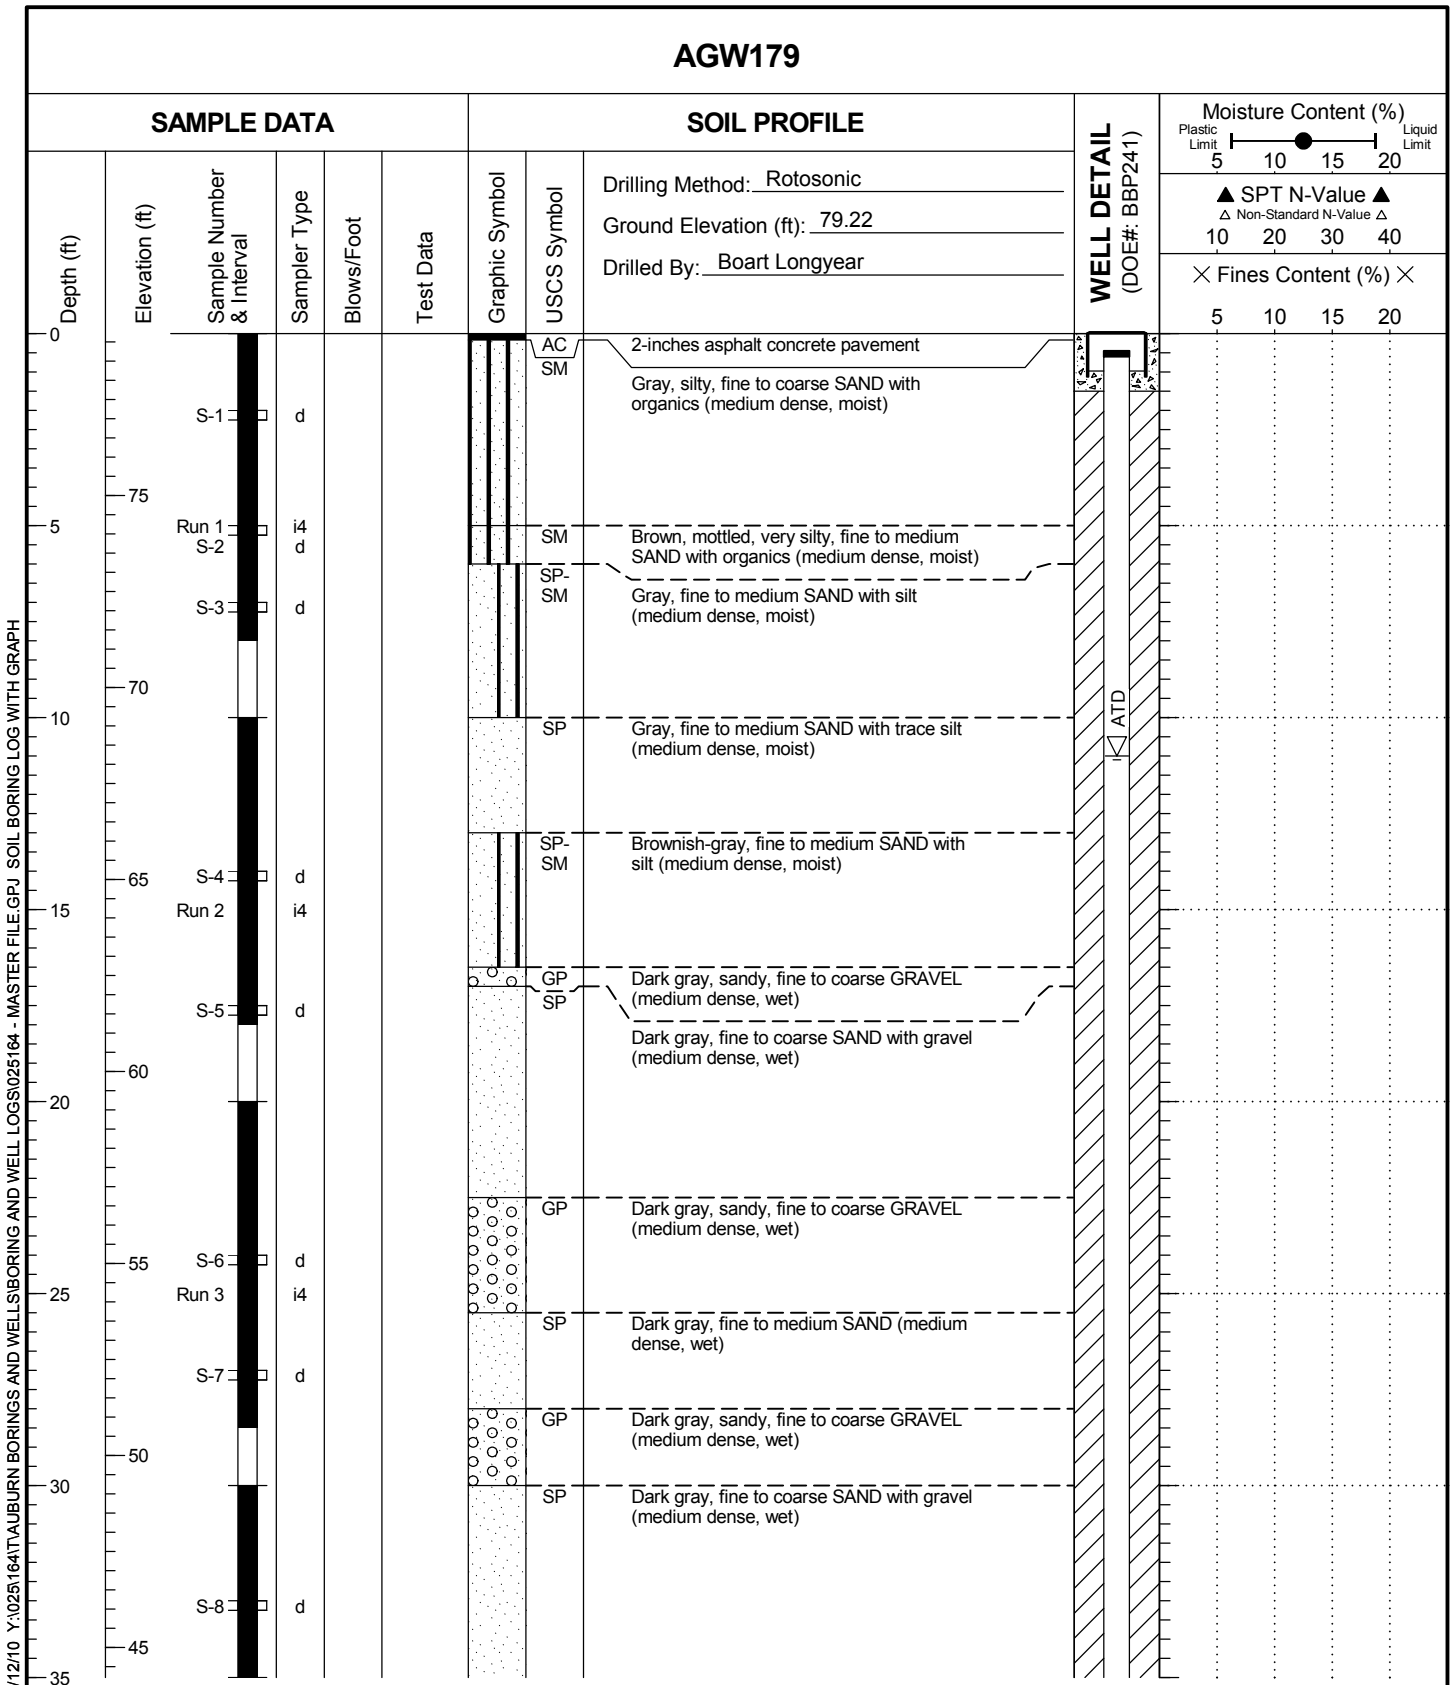 AGW179
SAMPLE DATA
SOIL PROFILE
WELL DETAIL
(DOE#: BBP241)
Moisture Content (%)
Plastic Limit
Liquid Limit
5 10 15 20
▲ SPT N-Value ▲
△ Non-Standard N-Value △
10 20 30 40
× Fines Content (%) ×
5 10 15 20
Depth (ft)
Elevation (ft)
Sample Number
& Interval
Sampler Type
Blows/Foot
Test Data
Graphic Symbol
USCS Symbol
Drilling Method: Rotosonic
Ground Elevation (ft): 79.22
Drilled By: Boart Longyear
0
AC 2-inches asphalt concrete pavement
SM Gray, silty, fine to coarse SAND with
organics (medium dense, moist)
S-1 d
75
5
Run 1 i4
S-2 d
SM Brown, mottled, very silty, fine to medium
SAND with organics (medium dense, moist)
SP-
SM
Gray, fine to medium SAND with silt
(medium dense, moist)
S-3 d
70
ATD
10
SP Gray, fine to medium SAND with trace silt
(medium dense, moist)
SP-
SM
Brownish-gray, fine to medium SAND with
silt (medium dense, moist)
65
S-4 d
15
Run 2 i4
GP Dark gray, sandy, fine to coarse GRAVEL
(medium dense, wet)
SP Dark gray, fine to coarse SAND with gravel
(medium dense, wet)
S-5 d
60
20
GP Dark gray, sandy, fine to coarse GRAVEL
(medium dense, wet)
55
S-6 d
25
Run 3 i4
SP Dark gray, fine to medium SAND (medium
dense, wet)
S-7 d
GP Dark gray, sandy, fine to coarse GRAVEL
(medium dense, wet)
50
30
SP Dark gray, fine to coarse SAND with gravel
(medium dense, wet)
S-8 d
45
35
/12/10 Y:\025\164\T\AUBURN BORINGS AND WELLS\BORING AND WELL LOGS\025164 - MASTER FILE.GPJ SOIL BORING LOG WITH GRAPH